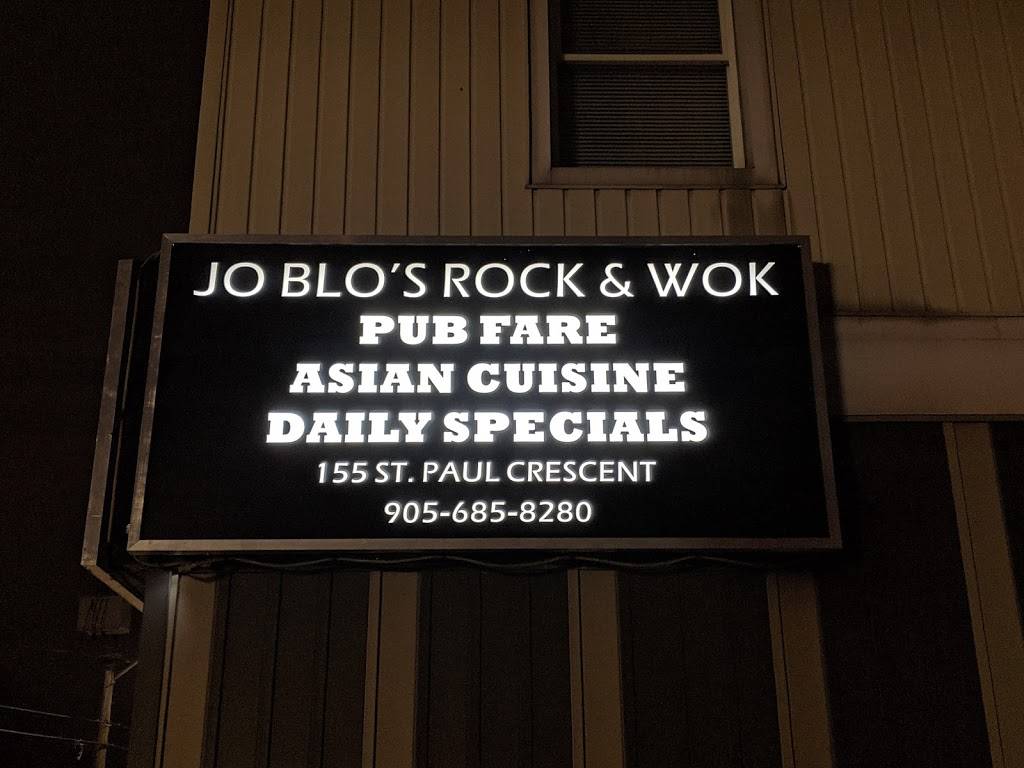 JO BLO'S ROCK & WOK
PUB FARE
ASIAN CUISINE
DAILY SPECIALS
155 ST. PAUL CRESCENT
905-685-8280